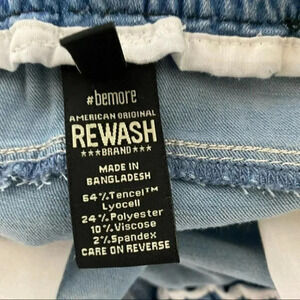 #bemore
AMERICAN ORIGINAL
REWASH
★★★BRAND★★★
MADE IN
BANGLADESH
64%Tencel™
Lyocell
24%Polyester
10%Viscose
2%Spandex
CARE ON REVERSE